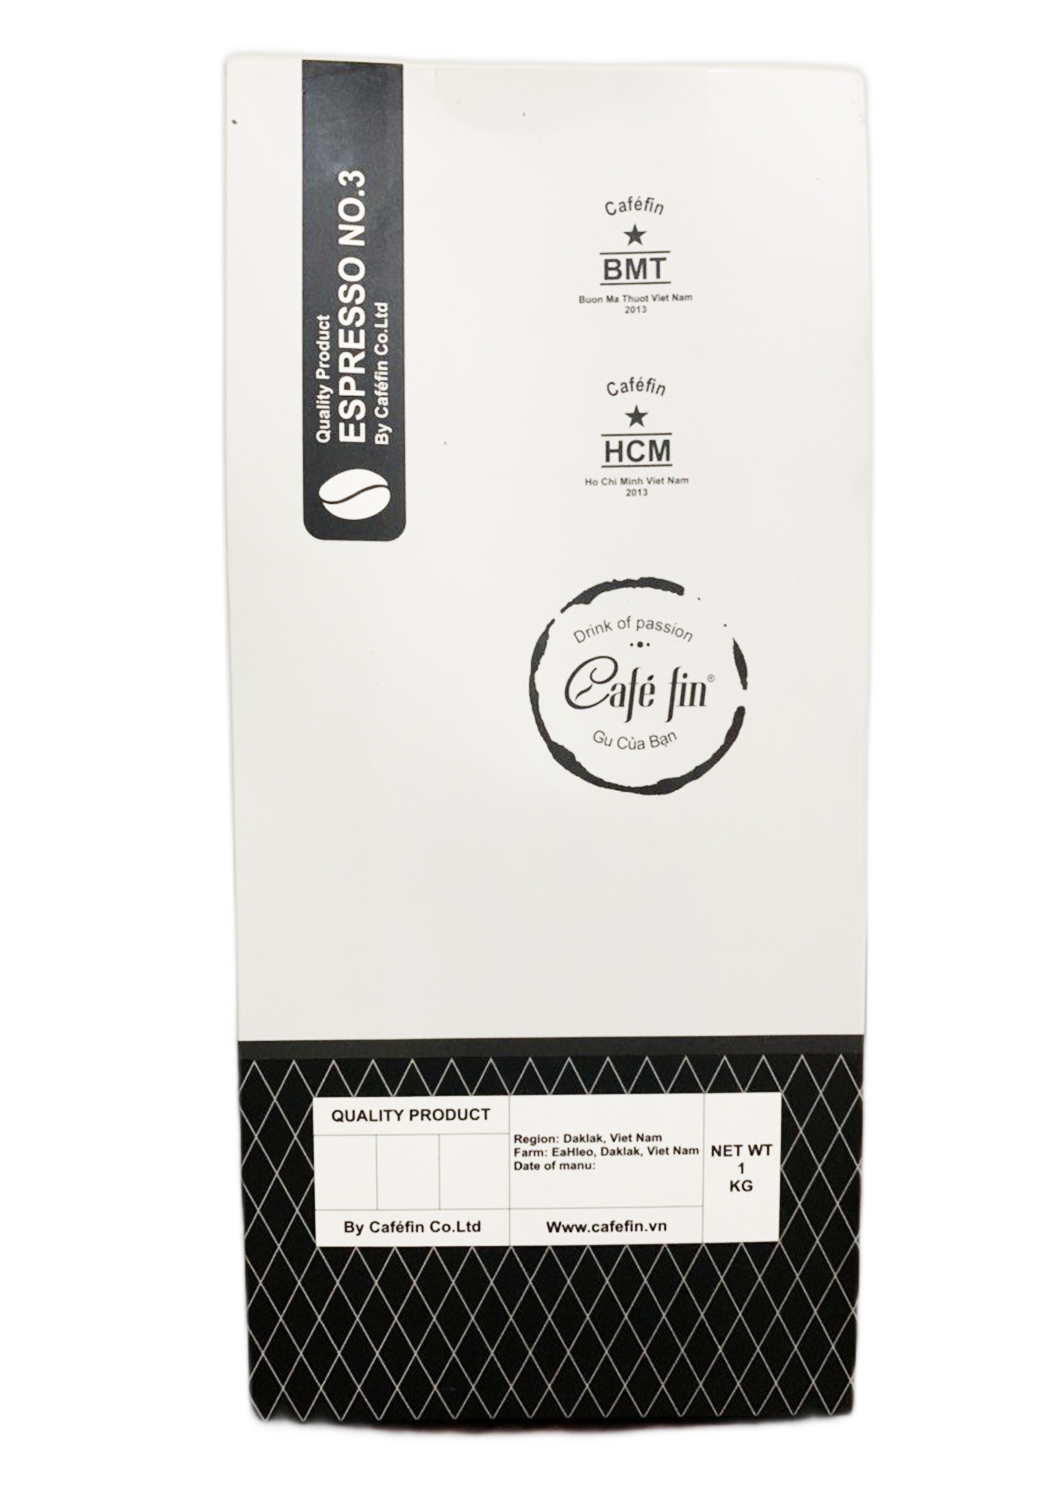 Quality Product
ESPRESSO NO.3
By Caféfin Co.Ltd
Caféfin
BMT
Buon Ma Thuot Viet Nam
2013
Caféfin
HCM
Ho Chi Minh Viet Nam
2013
Drink of passion
Café fin®
Gu Của Bạn
QUALITY PRODUCT
By Caféfin Co.Ltd
Region: Daklak, Viet Nam
Farm: EaHleo, Daklak, Viet Nam
Date of manu:
Www.cafefin.vn
NET WT
1
KG